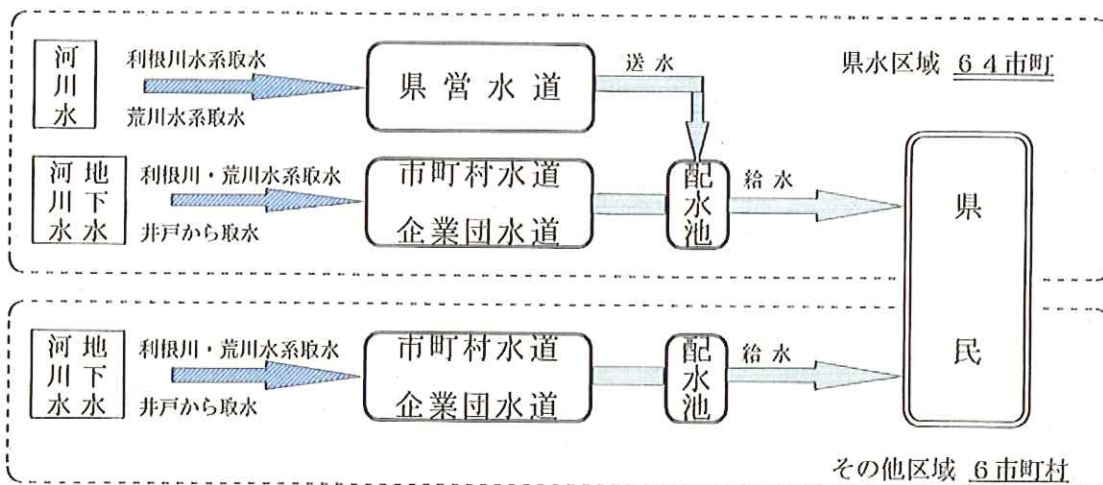 県水区域 64市町
河川水
利根川水系取水
荒川水系取水
県営水道
送水
地下水
河川水
利根川・荒川水系取水
井戸から取水
市町村水道
企業団水道
配水池
給水
県民
地下水
河川水
利根川・荒川水系取水
井戸から取水
市町村水道
企業団水道
配水池
給水
その他区域 6市町村